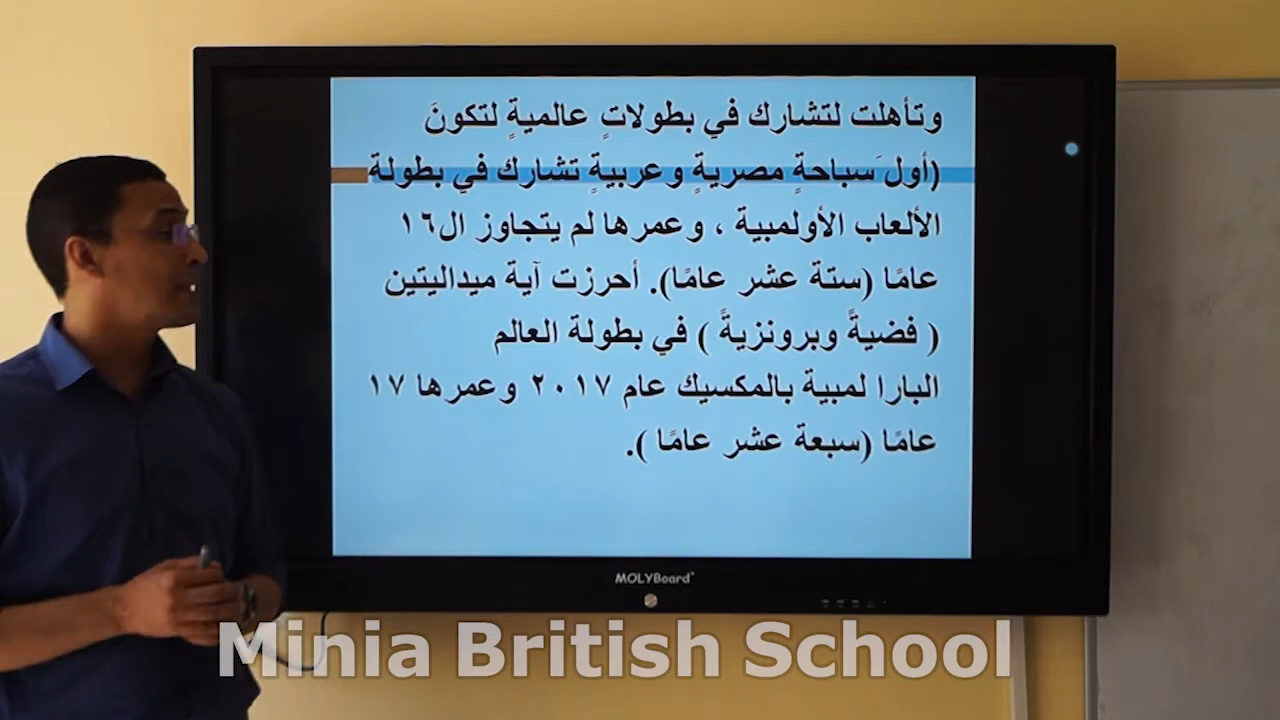 وتأهلت لتشارك في بطولاتٍ عالميةٍ لتكونَ
(أولَ سباحةٍ مصريةٍ وعربيةٍ تشارك في بطولة
الألعاب الأولمبية ، وعمرها لم يتجاوز ال١٦
عامًا (ستة عشر عامًا). أحرزت آية ميداليتين
( فضيةً وبرونزيةً ) في بطولة العالم
البارا لمبية بالمكسيك عام ٢٠١٧ وعمرها ١٧
عامًا (سبعة عشر عامًا ).
MOLYBoard
Minia British School